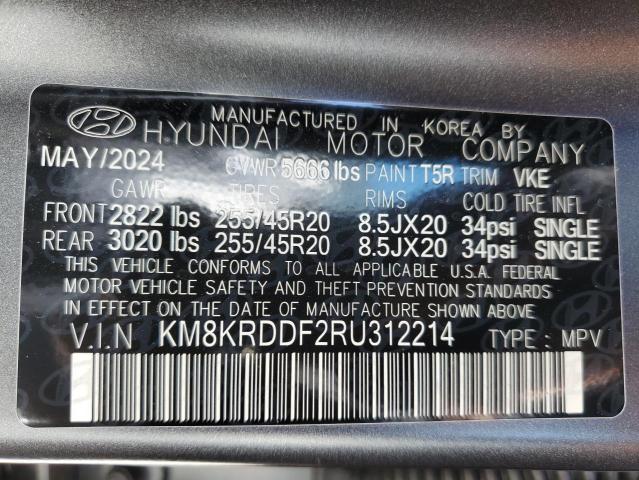 MANUFACTURED IN KOREA BY
HYUNDAI MOTOR COMPANY
MAY/2024 GVWR 5666 lbs PAINT T5R TRIM VKE
GAWR TIRES RIMS COLD TIRE INFL
FRONT 2822 lbs 255/45R20 8.5JX20 34psi SINGLE
REAR 3020 lbs 255/45R20 8.5JX20 34psi SINGLE
THIS VEHICLE CONFORMS TO ALL APPLICABLE U.S.A. FEDERAL
MOTOR VEHICLE SAFETY AND THEFT PREVENTION STANDARDS
IN EFFECT ON THE DATE OF MANUFACTURE SHOWN ABOVE
V.I.N KM8KRDDF2RU312214 TYPE: MPV